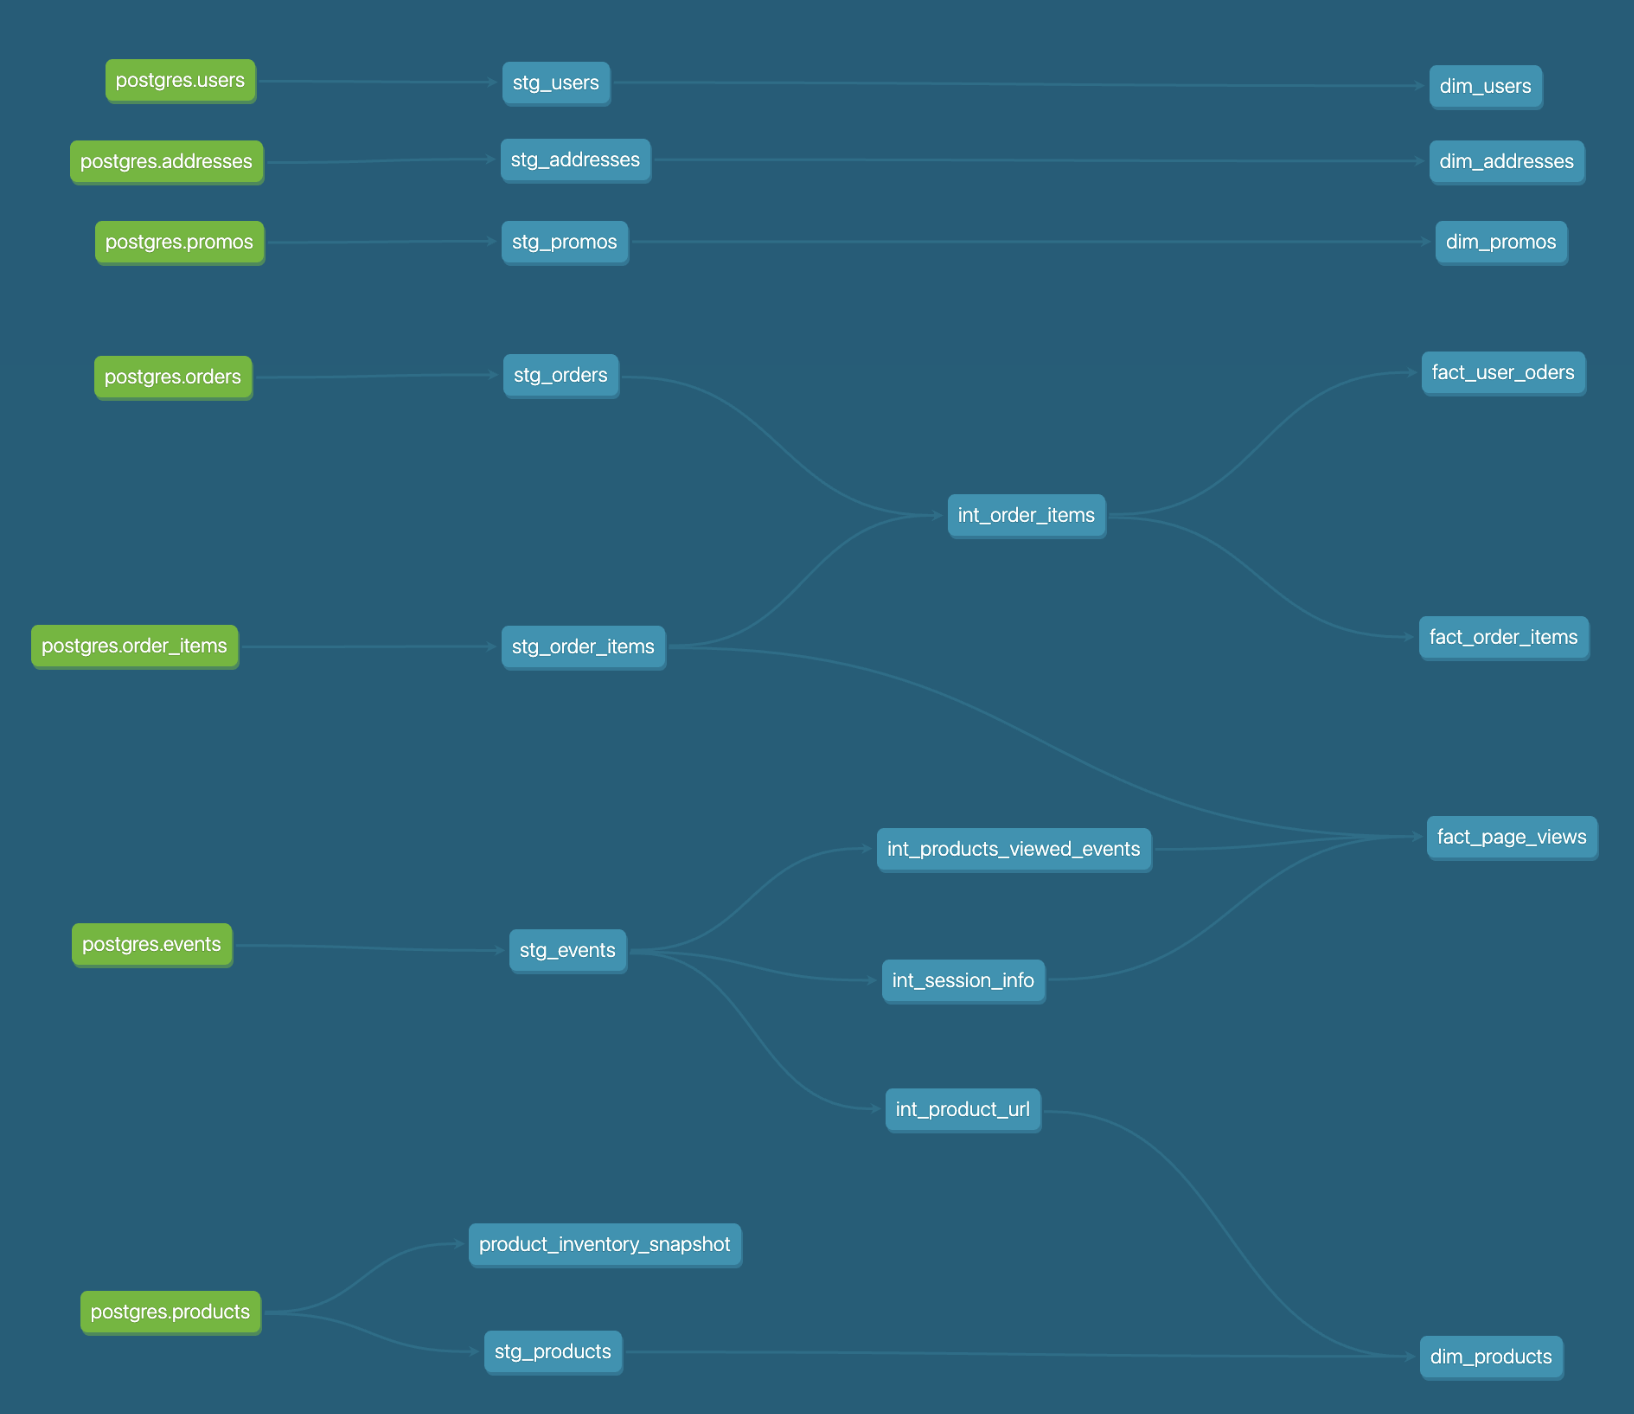 postgres.users
stg_users
dim_users
postgres.addresses
stg_addresses
dim_addresses
postgres.promos
stg_promos
dim_promos
postgres.orders
stg_orders
fact_user_oders
int_order_items
postgres.order_items
stg_order_items
fact_order_items
int_products_viewed_events
fact_page_views
postgres.events
stg_events
int_session_info
int_product_url
product_inventory_snapshot
postgres.products
stg_products
dim_products